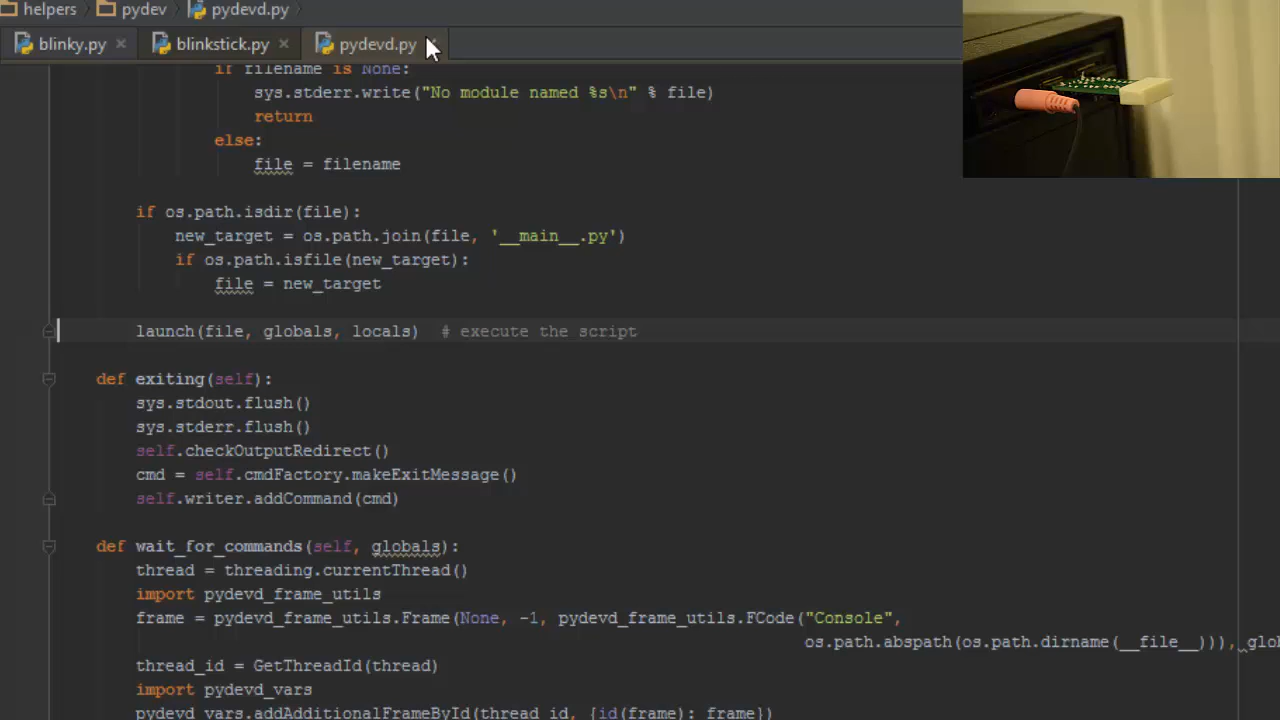 helpers pydev pydevd.py
blinky.py blinkstick.py pydevd.py
if filename is None:
sys.stderr.write("No module named %s\n" % file)
return
else:
file = filename
if os.path.isdir(file):
new_target = os.path.join(file, '__main__.py')
if os.path.isfile(new_target):
file = new_target
launch(file, globals, locals)  # execute the script
def exiting(self):
sys.stdout.flush()
sys.stderr.flush()
self.checkOutputRedirect()
cmd = self.cmdFactory.makeExitMessage()
self.writer.addCommand(cmd)
def wait_for_commands(self, globals):
thread = threading.currentThread()
import pydevd_frame_utils
frame = pydevd_frame_utils.Frame(None, -1, pydevd_frame_utils.FCode("Console",
os.path.abspath(os.path.dirname(__file__))), glob
thread_id = GetThreadId(thread)
import pydevd_vars
pydevd_vars.addAdditionalFrameById(thread_id, {id(frame): frame})